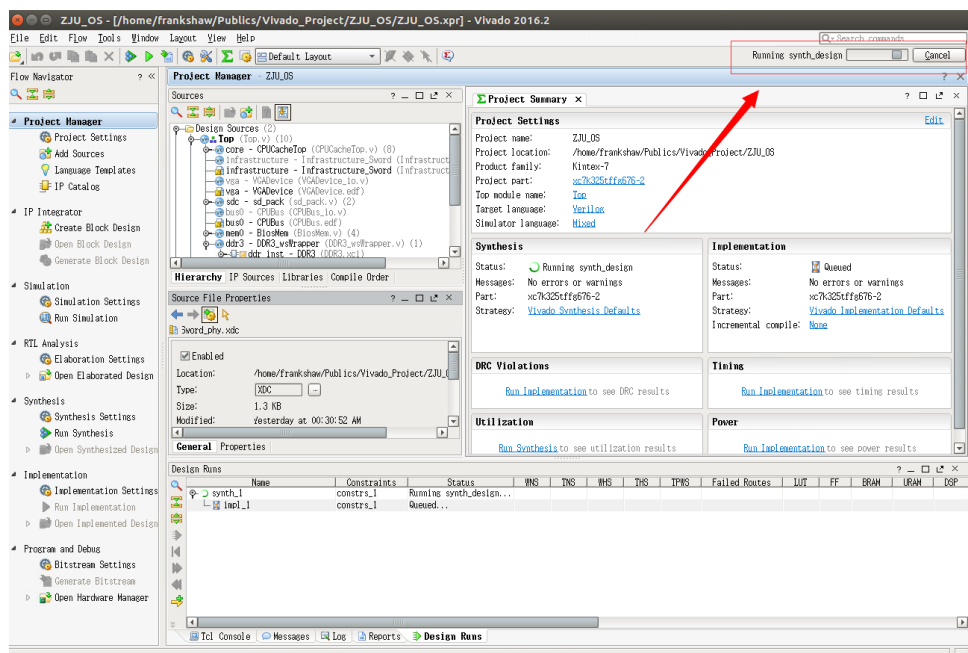 ZJU_OS - [/home/frankshaw/Publics/Vivado_Project/ZJU_OS/ZJU_OS.xpr] - Vivado 2016.2
File Edit Flow Tools Window Layout View Help
Search commands
Default Layout
Running synth_design Cancel
Flow Navigator ? «
Project Manager
Project Settings
Add Sources
Language Templates
IP Catalog
IP Integrator
Create Block Design
Open Block Design
Generate Block Design
Simulation
Simulation Settings
Run Simulation
RTL Analysis
Elaboration Settings
Open Elaborated Design
Synthesis
Synthesis Settings
Run Synthesis
Open Synthesized Design
Implementation
Implementation Settings
Run Implementation
Open Implemented Design
Program and Debug
Bitstream Settings
Generate Bitstream
Open Hardware Manager
Project Manager - ZJU_OS
Sources
Design Sources (2)
Top (Top.v) (10)
core - CPUCacheTop (CPUCacheTop.v) (8)
infrastructure - Infrastructure_Sword (Infrastruct
infrastructure - Infrastructure_Sword (Infrastruct
vga - VGADevice (VGADevice_io.v)
vga - VGADevice (VGADevice.edf)
sdc - sd_pack (sd_pack.v) (2)
bus0 - CPUBus (CPUBus_io.v)
bus0 - CPUBus (CPUBus.edf)
mem0 - BiosMem (BiosMem.v) (4)
ddr3 - DDR3_wsWrapper (DDR3_wsWrapper.v) (1)
ddr_inst - DDR3 (DDR3.xci)
Hierarchy IP Sources Libraries Compile Order
Source File Properties
Sword_phy.xdc
Enabled
Location: /home/frankshaw/Publics/Vivado_Project/ZJU_
Type: XDC ...
Size: 1.3 KB
Modified: Yesterday at 00:30:52 AM
General Properties
Σ Project Summary ×
Project Settings Edit
Project name: ZJU_OS
Project location: /home/frankshaw/Publics/Vivado_Project/ZJU_OS
Product family: Kintex-7
Project part: xc7k325tffg676-2
Top module name: Top
Target language: Verilog
Simulator language: Mixed
Synthesis
Status: Running synth_design
Messages: No errors or warnings
Part: xc7k325tffg676-2
Strategy: Vivado Synthesis Defaults
Implementation
Status: Queued
Messages: No errors or warnings
Part: xc7k325tffg676-2
Strategy: Vivado Implementation Defaults
Incremental compile: None
DRC Violations
Run Implementation to see DRC results
Timing
Run Implementation to see timing results
Utilization
Run Synthesis to see utilization results
Power
Run Implementation to see power results
Design Runs
Name Constraints Status WNS TNS WHS THS TPWS Failed Routes LUT FF BRAM URAM DSP
synth_1 constrs_1 Running synth_design...
impl_1 constrs_1 Queued...
Tcl Console Messages Log Reports Design Runs